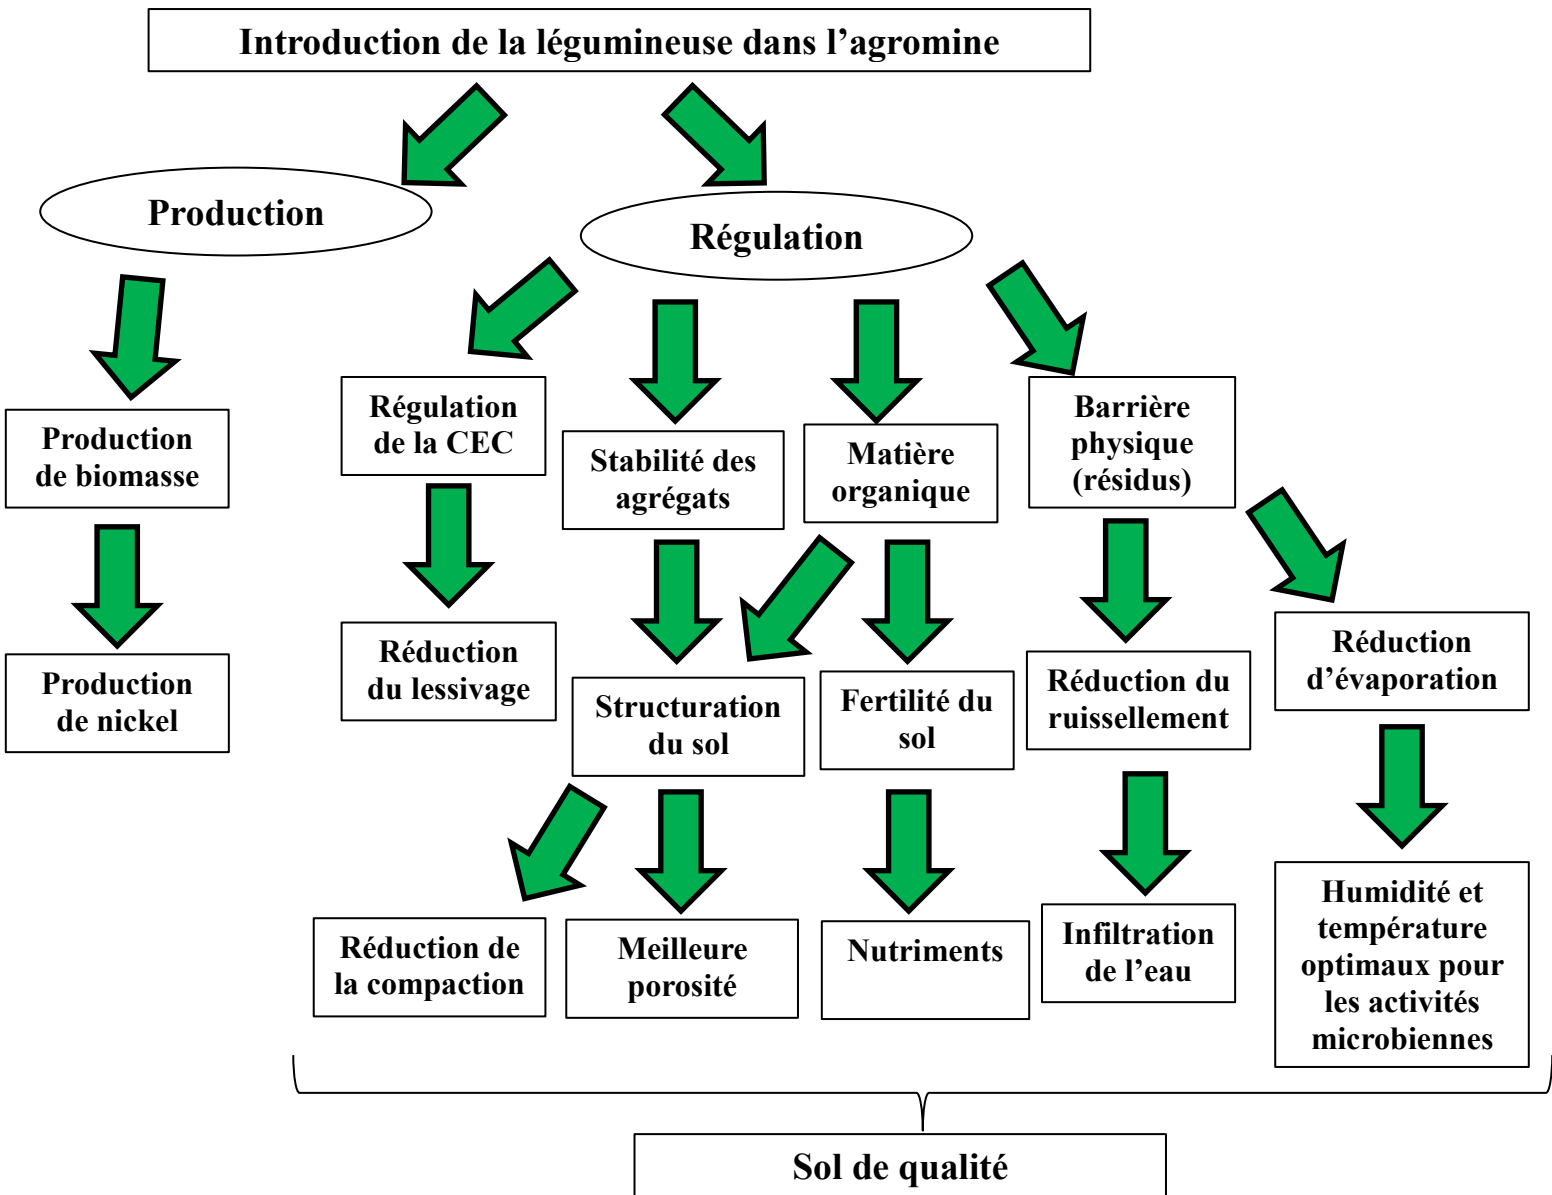 Introduction de la légumineuse dans l’agromine
Production
Régulation
Production
de biomasse
Régulation
de la CEC
Stabilité des
agrégats
Matière
organique
Barrière
physique
(résidus)
Production
de nickel
Réduction
du lessivage
Structuration
du sol
Fertilité du
sol
Réduction du
ruissellement
Réduction
d’évaporation
Réduction de
la compaction
Meilleure
porosité
Nutriments
Infiltration
de l’eau
Humidité et
température
optimaux pour
les activités
microbiennes
Sol de qualité